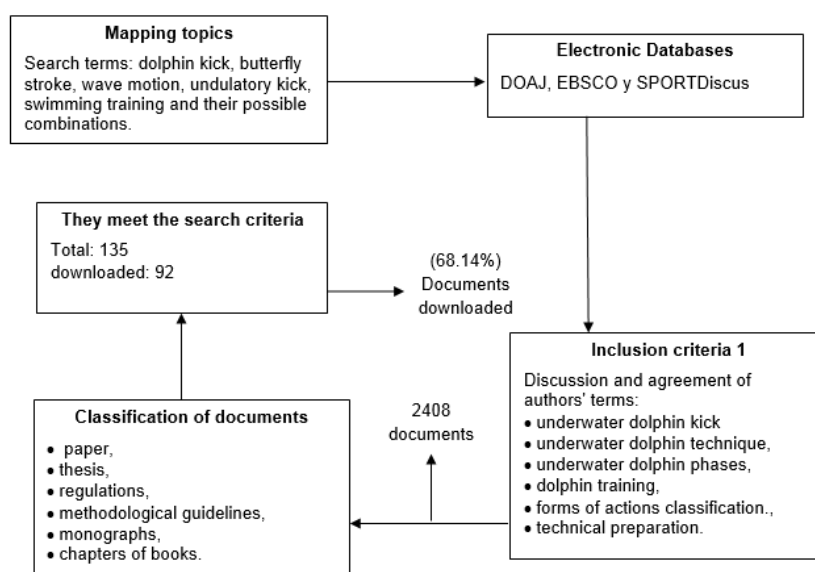 Mapping topics
Search terms: dolphin kick, butterfly
stroke, wave motion, undulatory kick,
swimming training and their possible
combinations.
Electronic Databases
DOAJ, EBSCO y SPORTDiscus
They meet the search criteria
Total: 135
downloaded: 92
(68.14%)
Documents
downloaded
Inclusion criteria 1
Discussion and agreement of
authors' terms:
• underwater dolphin kick
• underwater dolphin technique,
• underwater dolphin phases,
• dolphin training,
• forms of actions classification.,
• technical preparation.
2408
documents
Classification of documents
• paper,
• thesis,
• regulations,
• methodological guidelines,
• monographs,
• chapters of books.